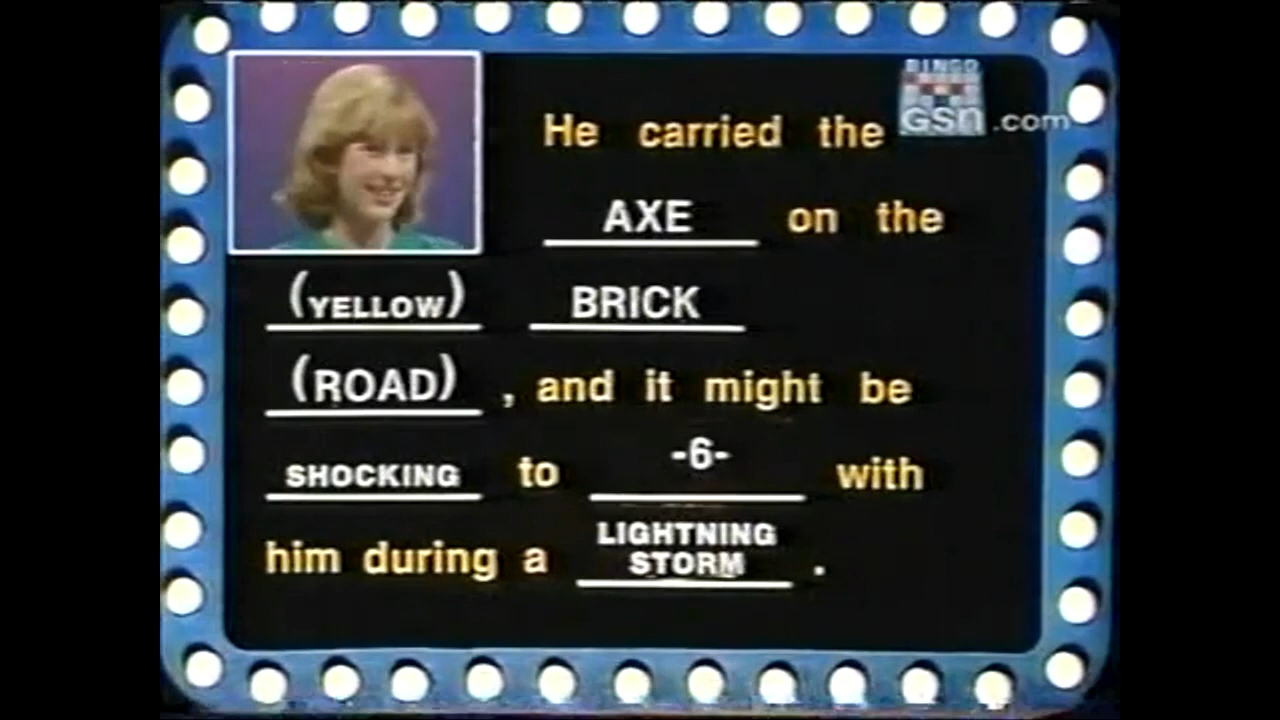 BINGO
GSN.com
He carried the
AXE on the
(YELLOW) BRICK
(ROAD), and it might be
SHOCKING to -6- with
him during a LIGHTNING STORM.